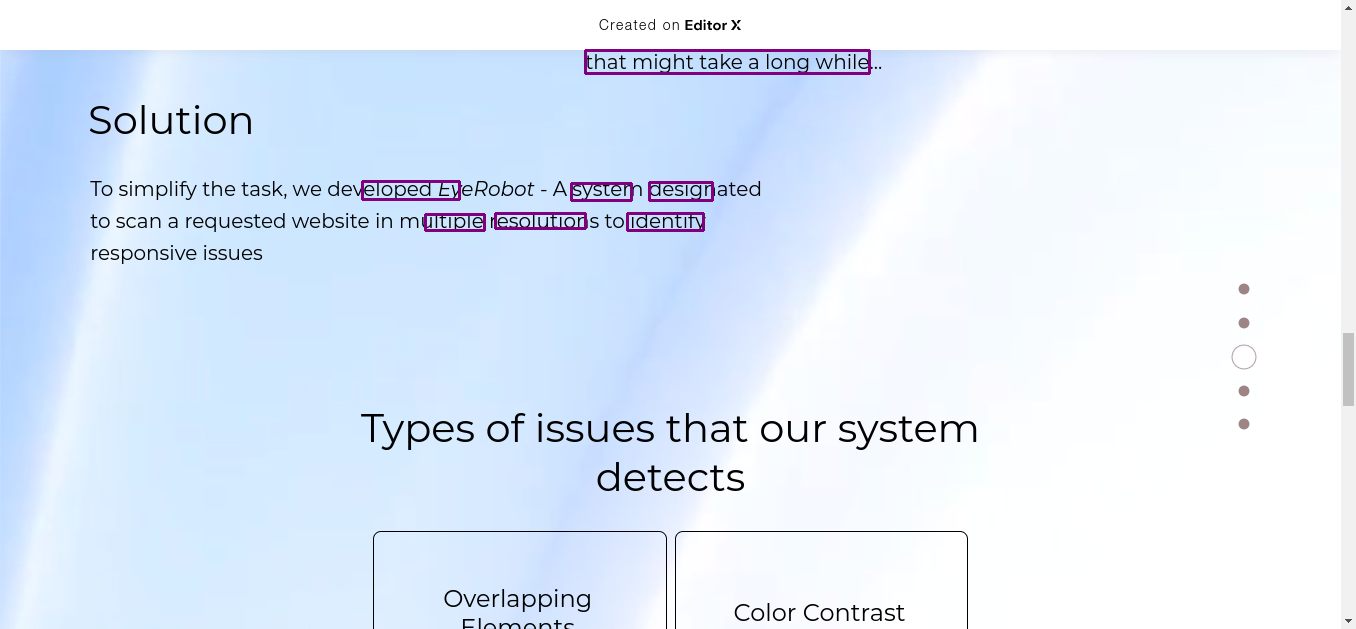 Created on Editor X
that might take a long while...
Solution
To simplify the task, we developed EyeRobot - A system designated
to scan a requested website in multiple resolutions to identify
responsive issues
Types of issues that our system
detects
Overlapping
Elements
Color Contrast